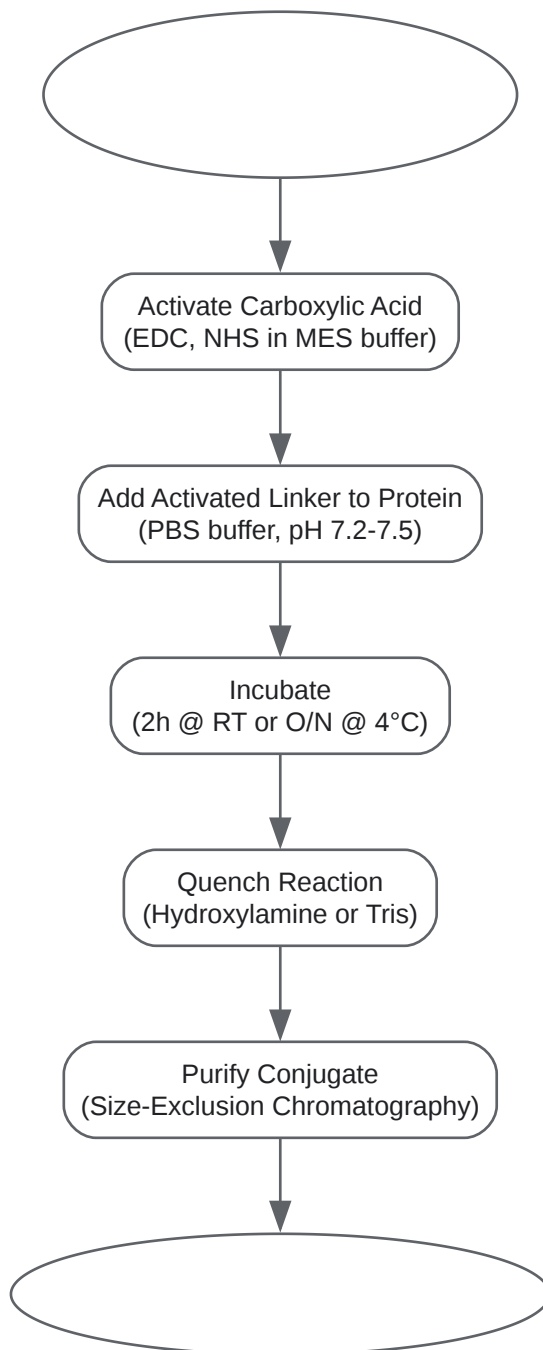 Activate Carboxylic Acid
(EDC, NHS in MES buffer)
Add Activated Linker to Protein
(PBS buffer, pH 7.2-7.5)
Incubate
(2h @ RT or O/N @ 4°C)
Quench Reaction
(Hydroxylamine or Tris)
Purify Conjugate
(Size-Exclusion Chromatography)